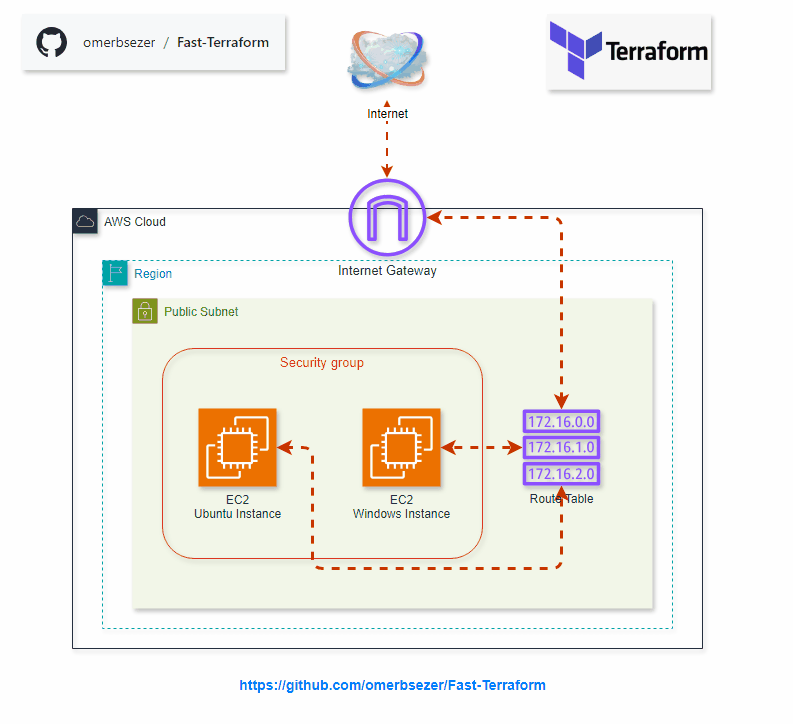 omerbsezer / Fast-Terraform
Terraform
Internet
AWS Cloud
Internet Gateway
Region
Public Subnet
Security group
172.16.0.0
172.16.1.0
172.16.2.0
EC2
Ubuntu Instance
EC2
Windows Instance
Route Table
https://github.com/omerbsezer/Fast-Terraform